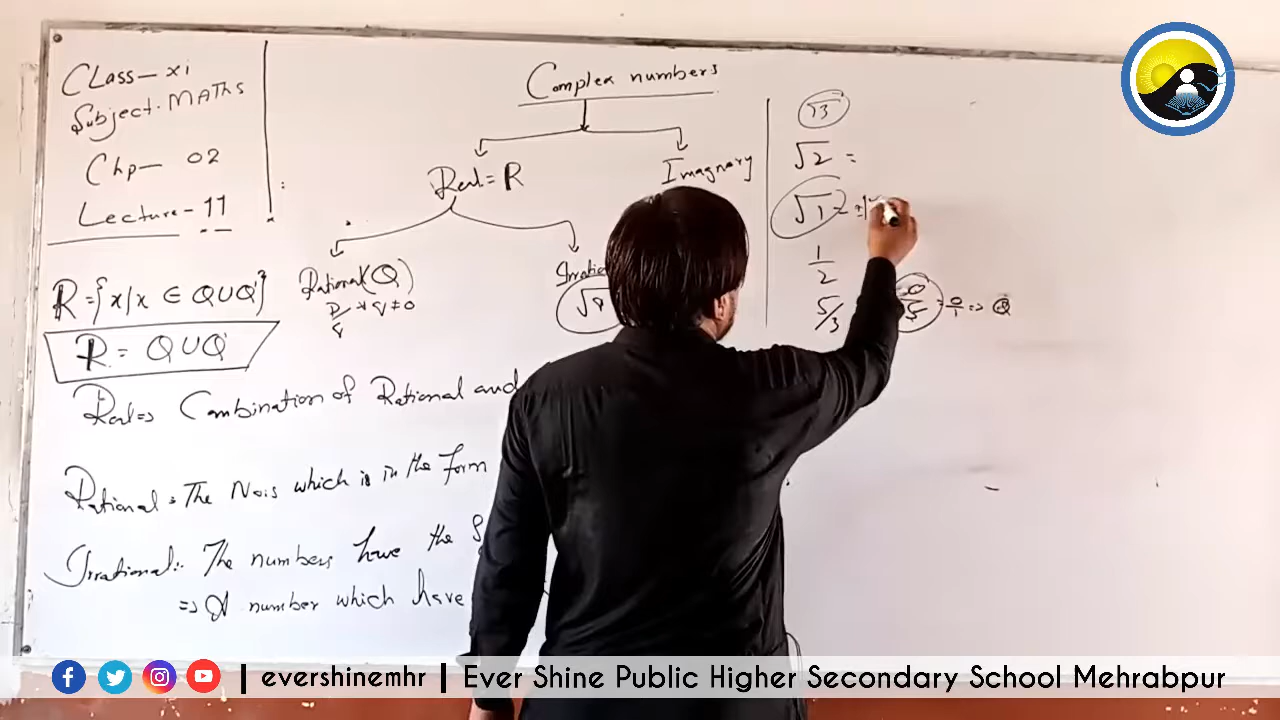 CLass - xi
Subject. MATHs
Chp - 02
Lecture - 11
Complex numbers
Real = R
Imagnary
Rational (Q)
P/q → q ≠ 0
R = {x/x ∈ Q∪Q'}
R = Q∪Q'
Real => Combination of Rational and
Rational : The No;s which is in the form
Irrational :. The numbers have the
=> A number which have
√2 =
√1 =
1/2
5/3
= 0/1 => Q
evershinemhr | Ever Shine Public Higher Secondary School Mehrabpur